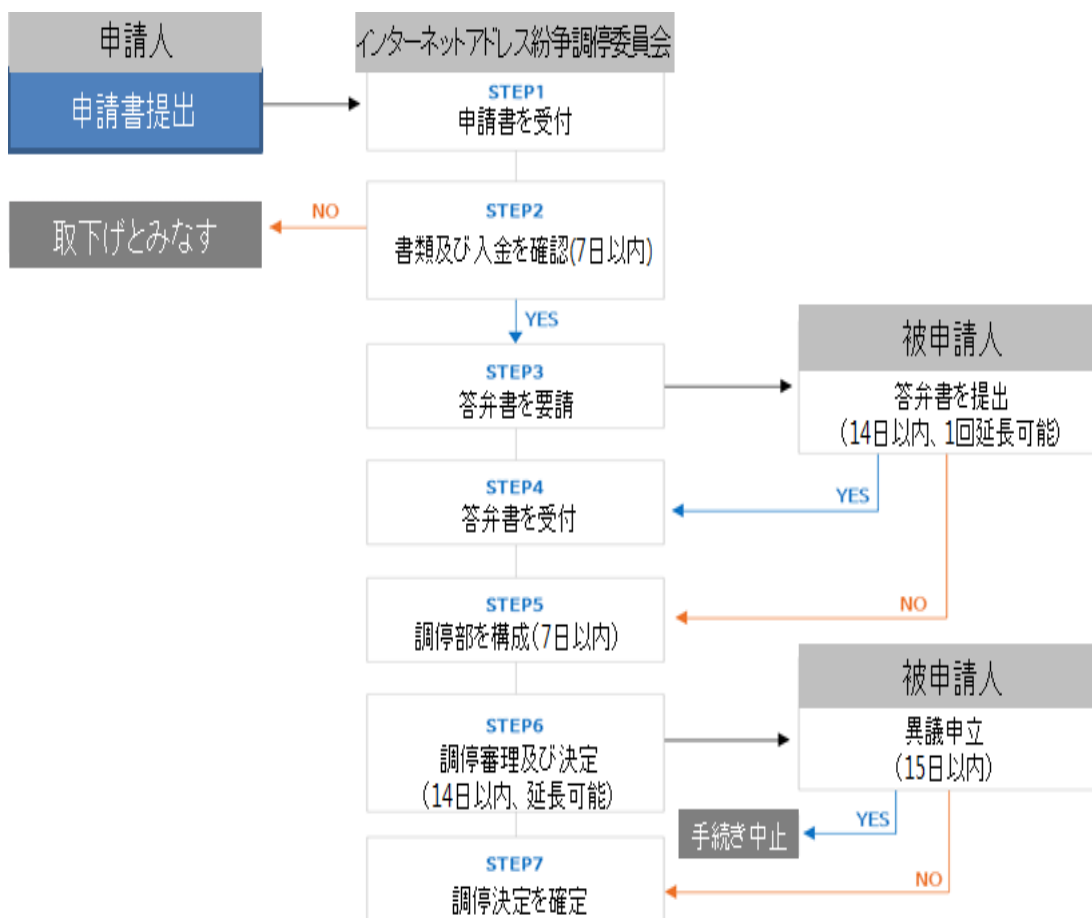 申請人
インターネットアドレス紛争調停委員会
申請書提出
STEP1
申請書を受付
取下げとみなす
NO
STEP2
書類及び入金を確認(7日以内)
YES
STEP3
答弁書を要請
被申請人
答弁書を提出
(14日以内、1回延長可能)
STEP4
答弁書を受付
YES
STEP5
調停部を構成(7日以内)
NO
STEP6
調停審理及び決定
(14日以内、延長可能)
被申請人
異議申立
(15日以内)
手続き中止
YES
STEP7
調停決定を確定
NO